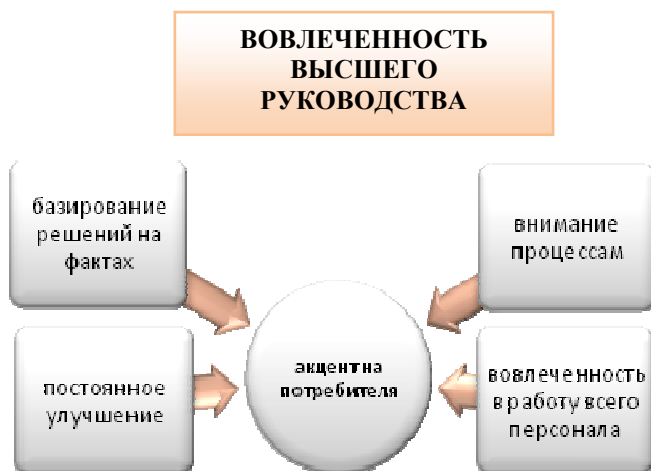 ВОВЛЕЧЕННОСТЬ
ВЫСШЕГО
РУКОВОДСТВА
базирование
решений на
фактах
внимание
процессам
акцент на
потребителя
постоянное
улучшение
вовлеченность
в работу всего
персонала